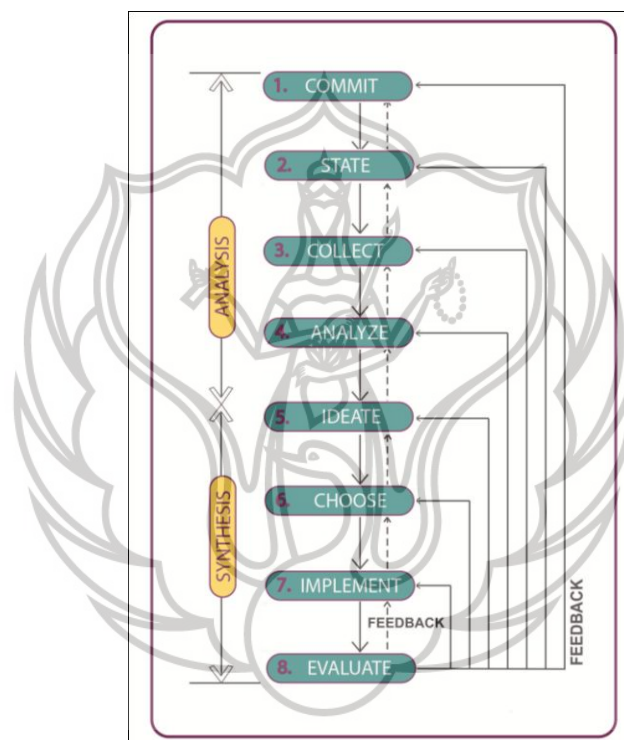 1. COMMIT
2. STATE
3. COLLECT
4. ANALYZE
5. IDEATE
6. CHOOSE
7. IMPLEMENT
FEEDBACK
8. EVALUATE
ANALYSIS
SYNTHESIS
FEEDBACK